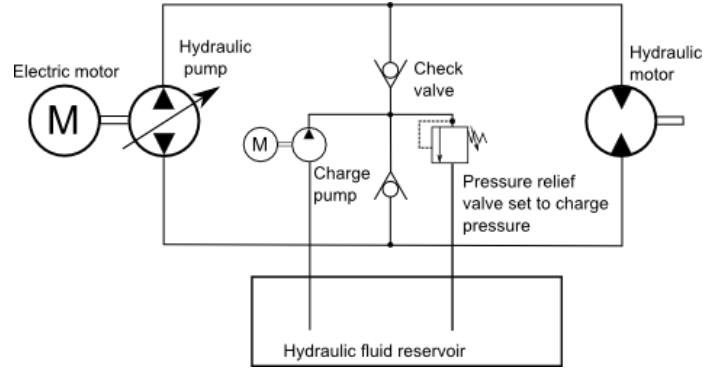 Electric motor
M
Hydraulic
pump
Check
valve
Hydraulic
motor
M
Charge
pump
Pressure relief
valve set to charge
pressure
Hydraulic fluid reservoir